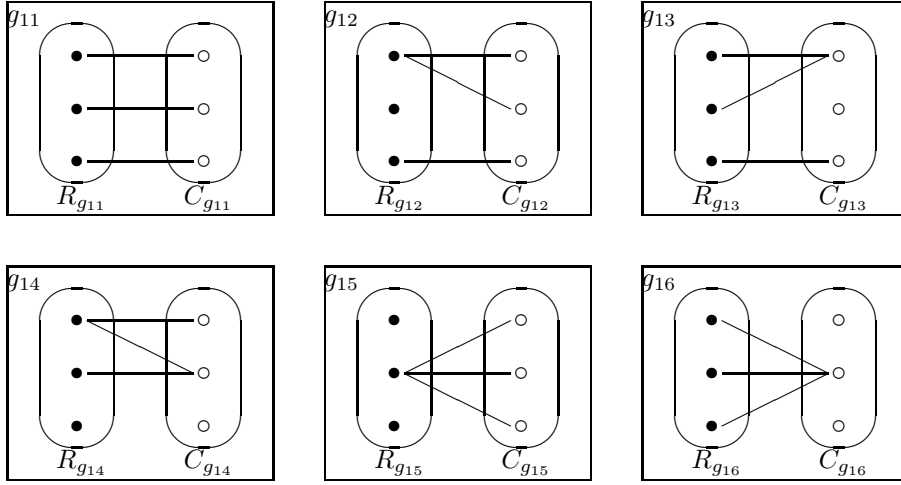 g₁₁ g₁₂ g₁₃
R_{g₁₁} C_{g₁₁} R_{g₁₂} C_{g₁₂} R_{g₁₃} C_{g₁₃}
g₁₄ g₁₅ g₁₆
R_{g₁₄} C_{g₁₄} R_{g₁₅} C_{g₁₅} R_{g₁₆} C_{g₁₆}